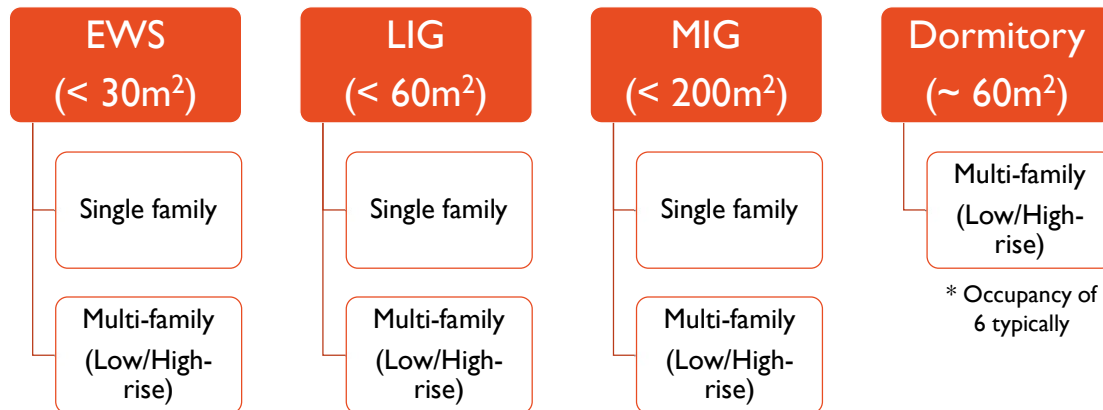 EWS
(< 30m²)
Single family
Multi-family
(Low/High-
rise)
LIG
(< 60m²)
Single family
Multi-family
(Low/High-
rise)
MIG
(< 200m²)
Single family
Multi-family
(Low/High-
rise)
Dormitory
(~ 60m²)
Multi-family
(Low/High-
rise)
* Occupancy of
6 typically